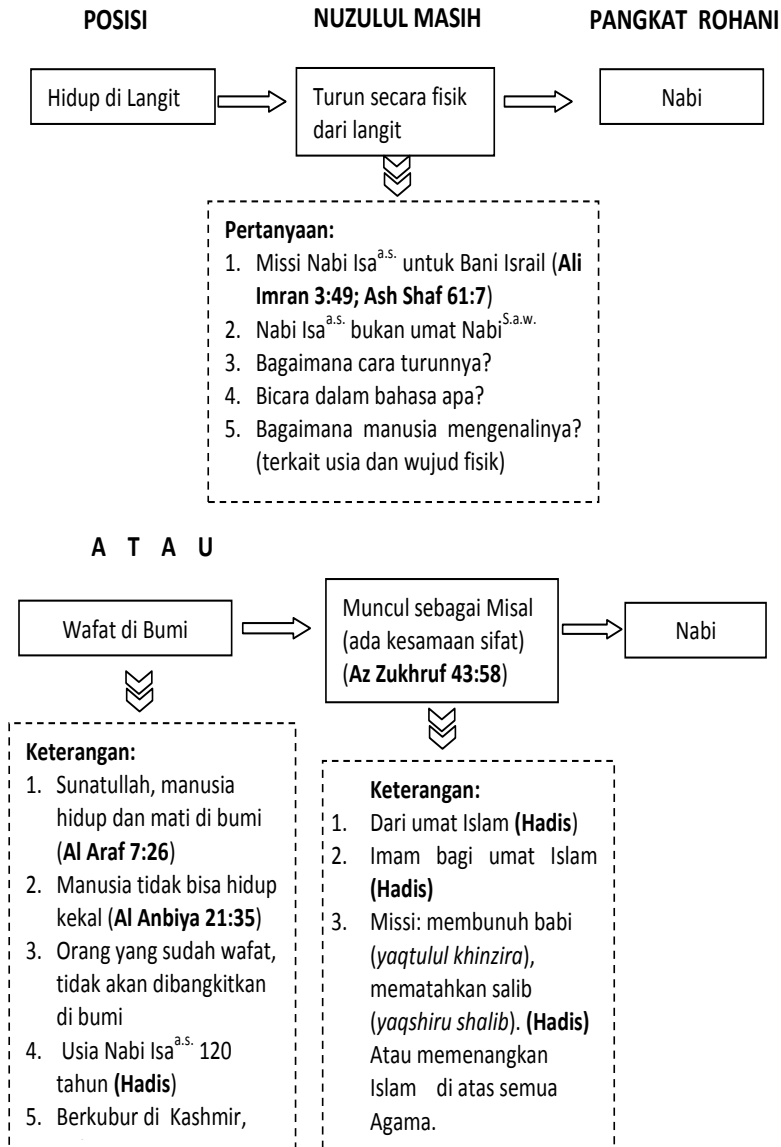 POSISI NUZULUL MASIH PANGKAT ROHANI
Hidup di Langit
Turun secara fisik
dari langit
Nabi
Pertanyaan:
1. Missi Nabi Isa a.s. untuk Bani Israil (Ali
Imran 3:49; Ash Shaf 61:7)
2. Nabi Isa a.s. bukan umat Nabi S.a.w.
3. Bagaimana cara turunnya?
4. Bicara dalam bahasa apa?
5. Bagaimana manusia mengenalinya?
(terkait usia dan wujud fisik)
A T A U
Wafat di Bumi
Muncul sebagai Misal
(ada kesamaan sifat)
(Az Zukhruf 43:58)
Nabi
Keterangan:
1. Sunatullah, manusia
hidup dan mati di bumi
(Al Araf 7:26)
2. Manusia tidak bisa hidup
kekal (Al Anbiya 21:35)
3. Orang yang sudah wafat,
tidak akan dibangkitkan
di bumi
4. Usia Nabi Isa a.s. 120
tahun (Hadis)
5. Berkubur di Kashmir,
Keterangan:
1. Dari umat Islam (Hadis)
2. Imam bagi umat Islam
(Hadis)
3. Missi: membunuh babi
(yaqtulul khinzira),
mematahkan salib
(yaqshiru shalib). (Hadis)
Atau memenangkan
Islam di atas semua
Agama.